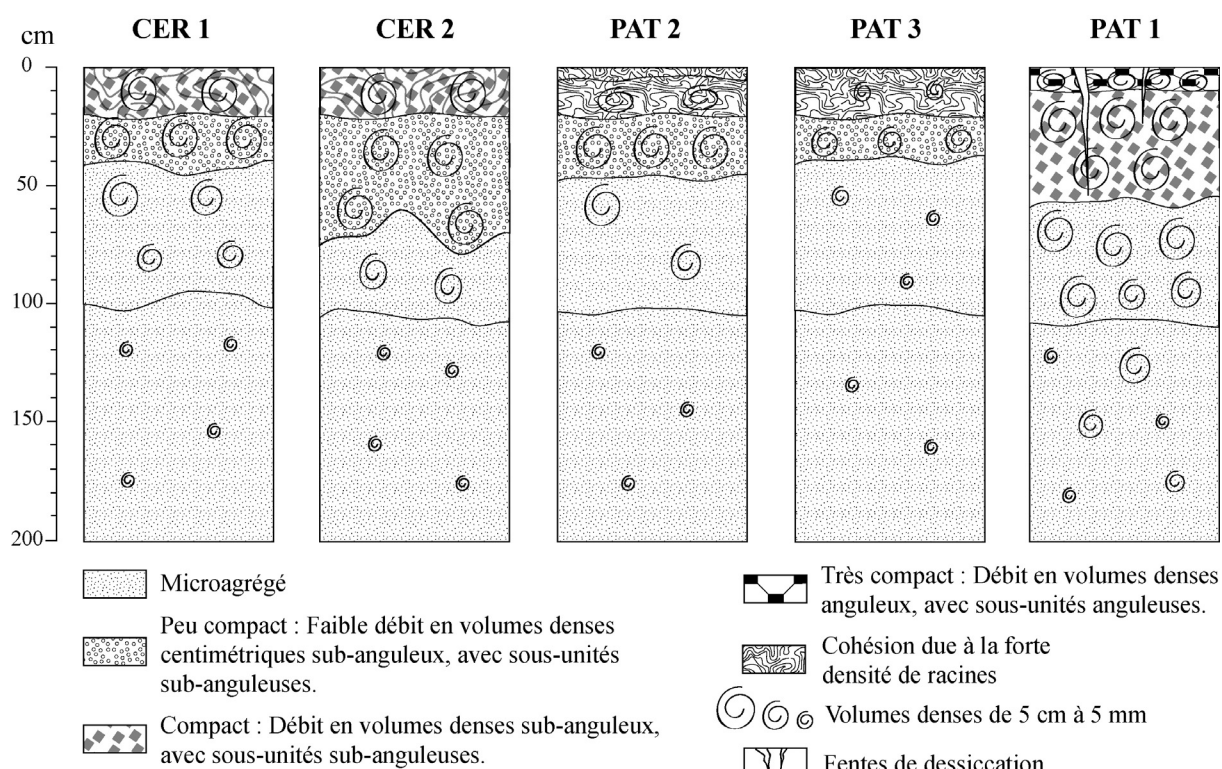 cm
CER 1
CER 2
PAT 2
PAT 3
PAT 1
0
50
100
150
200
Microagrégé
Peu compact : Faible débit en volumes denses
centimétriques sub-anguleux, avec sous-unités
sub-anguleuses.
Compact : Débit en volumes denses sub-anguleux,
avec sous-unités sub-anguleuses.
Très compact : Débit en volumes denses
anguleux, avec sous-unités anguleuses.
Cohésion due à la forte
densité de racines
Volumes denses de 5 cm à 5 mm
Fentes de dessiccation